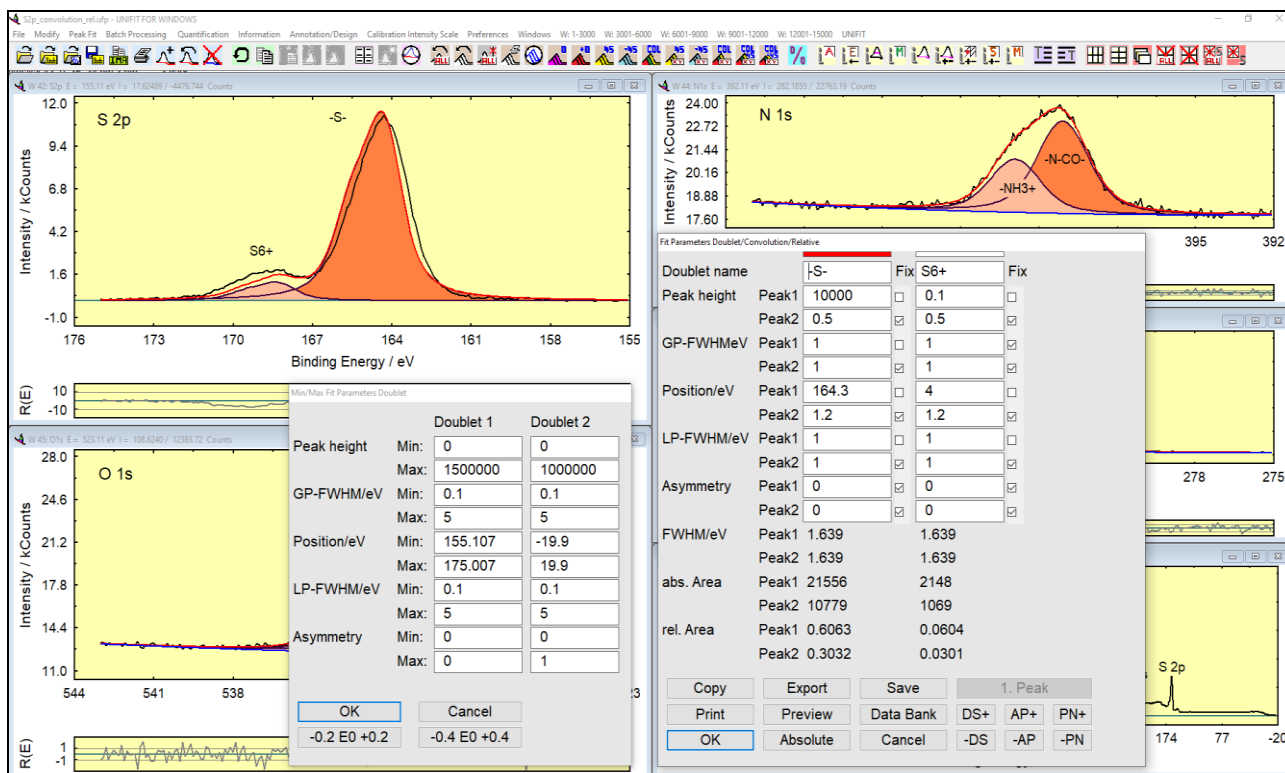 S2p_convolution_rel.ufp - UNIFIT FOR WINDOWS
File Modify Peak Fit Batch Processing Quantification Information Annotation/Design Calibration Intensity Scale Preferences Windows W: 1-3000 W: 3001-6000 W: 6001-9000 W: 9001-12000 W: 12001-15000 UNIFIT
W 42: S2p E = 155.11 eV I = 17.62489 / -4476.744 Counts
12.0
9.4
6.8
4.2
1.6
-1.0
Intensity / kCounts
S 2p
-S-
S6+
176 173 170 167 164 161 158 155
Binding Energy / eV
R(E)
10
-10
W 44: N1s E = 392.11 eV I = 282.1855 / 22763.19 Counts
24.00
22.72
21.44
20.16
18.88
17.60
Intensity / kCounts
N 1s
-N-CO-
-NH3+
395 392
W 45: O1s E = 523.11 eV I = 108.6240 / 12383.72 Counts
28.0
24.6
21.2
17.8
14.4
11.0
Intensity / kCounts
O 1s
544 541 538
23
R(E)
1
-1
Min/Max Fit Parameters Doublet
Doublet 1 Doublet 2
Peak height Min: 0 0
Max: 1500000 1000000
GP-FWHM/eV Min: 0.1 0.1
Max: 5 5
Position/eV Min: 155.107 -19.9
Max: 175.007 19.9
LP-FWHM/eV Min: 0.1 0.1
Max: 5 5
Asymmetry Min: 0 0
Max: 0 1
OK Cancel
-0.2 E0 +0.2 -0.4 E0 +0.4
Fit Parameters Doublet/Convolution/Relative
Doublet name -S- Fix S6+ Fix
Peak height Peak1 10000 0.1
Peak2 0.5 0.5
GP-FWHMeV Peak1 1 1
Peak2 1 1
Position/eV Peak1 164.3 4
Peak2 1.2 1.2
LP-FWHM/eV Peak1 1 1
Peak2 1 1
Asymmetry Peak1 0 0
Peak2 0 0
FWHM/eV Peak1 1.639 1.639
Peak2 1.639 1.639
abs. Area Peak1 21556 2148
Peak2 10779 1069
rel. Area Peak1 0.6063 0.0604
Peak2 0.3032 0.0301
Copy Export Save 1. Peak
Print Preview Data Bank DS+ AP+ PN+
OK Absolute Cancel -DS -AP -PN
278 275
S 2p
174 77 -20